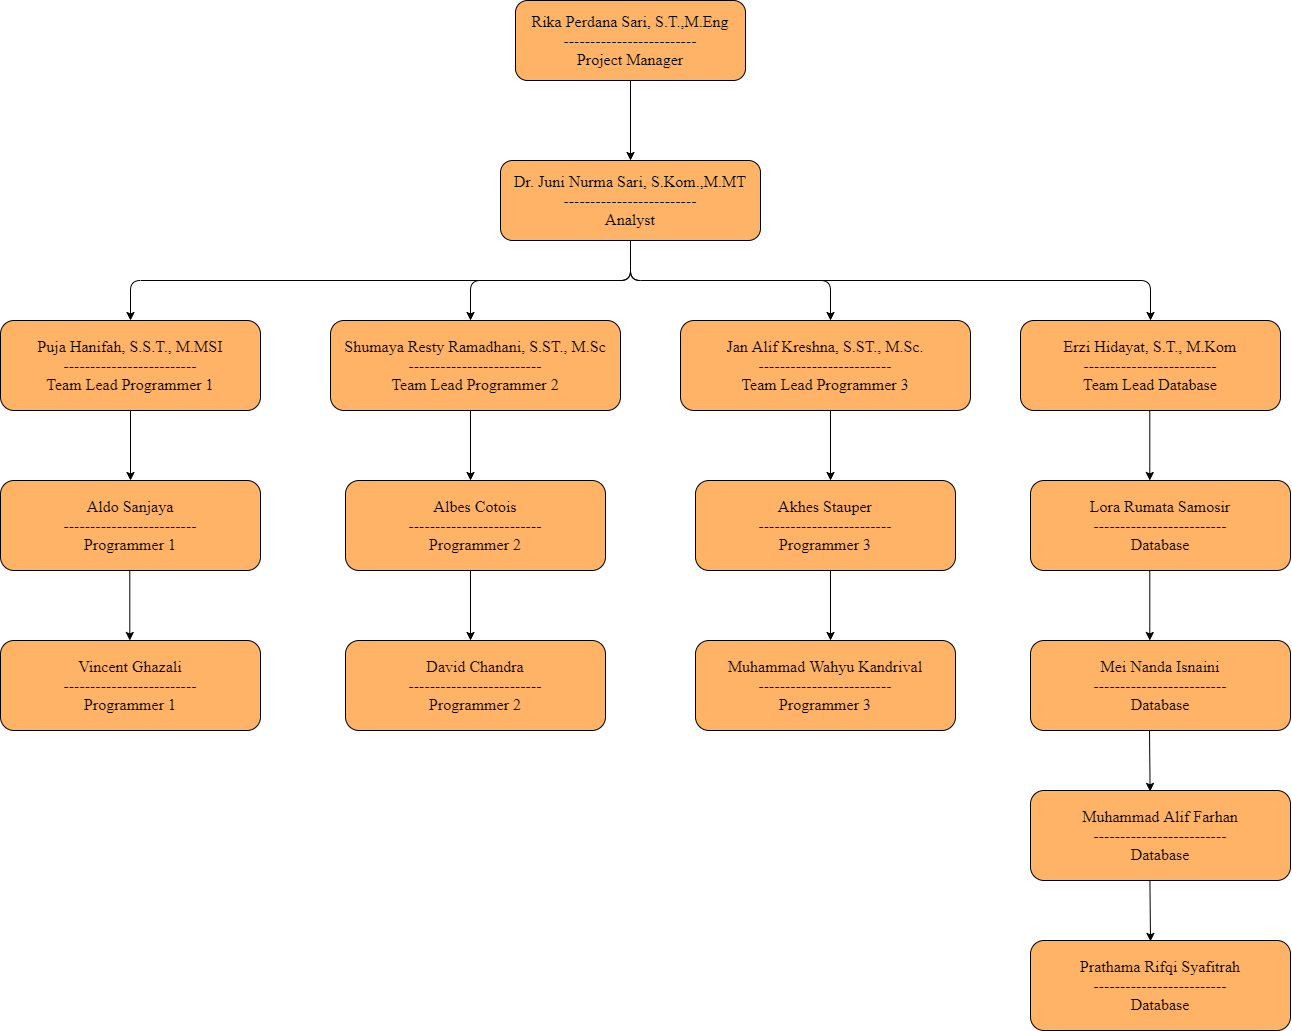 Rika Perdana Sari, S.T.,M.Eng
-------------------------
Project Manager
Dr. Juni Nurma Sari, S.Kom.,M.MT
-------------------------
Analyst
Puja Hanifah, S.S.T., M.MSI
-------------------------
Team Lead Programmer 1
Shumaya Resty Ramadhani, S.ST., M.Sc
-------------------------
Team Lead Programmer 2
Jan Alif Kreshna, S.ST., M.Sc.
-------------------------
Team Lead Programmer 3
Erzi Hidayat, S.T., M.Kom
-------------------------
Team Lead Database
Aldo Sanjaya
-------------------------
Programmer 1
Albes Cotois
-------------------------
Programmer 2
Akhes Stauper
-------------------------
Programmer 3
Lora Rumata Samosir
-------------------------
Database
Vincent Ghazali
-------------------------
Programmer 1
David Chandra
-------------------------
Programmer 2
Muhammad Wahyu Kandrival
-------------------------
Programmer 3
Mei Nanda Isnaini
-------------------------
Database
Muhammad Alif Farhan
-------------------------
Database
Prathama Rifqi Syafitrah
-------------------------
Database